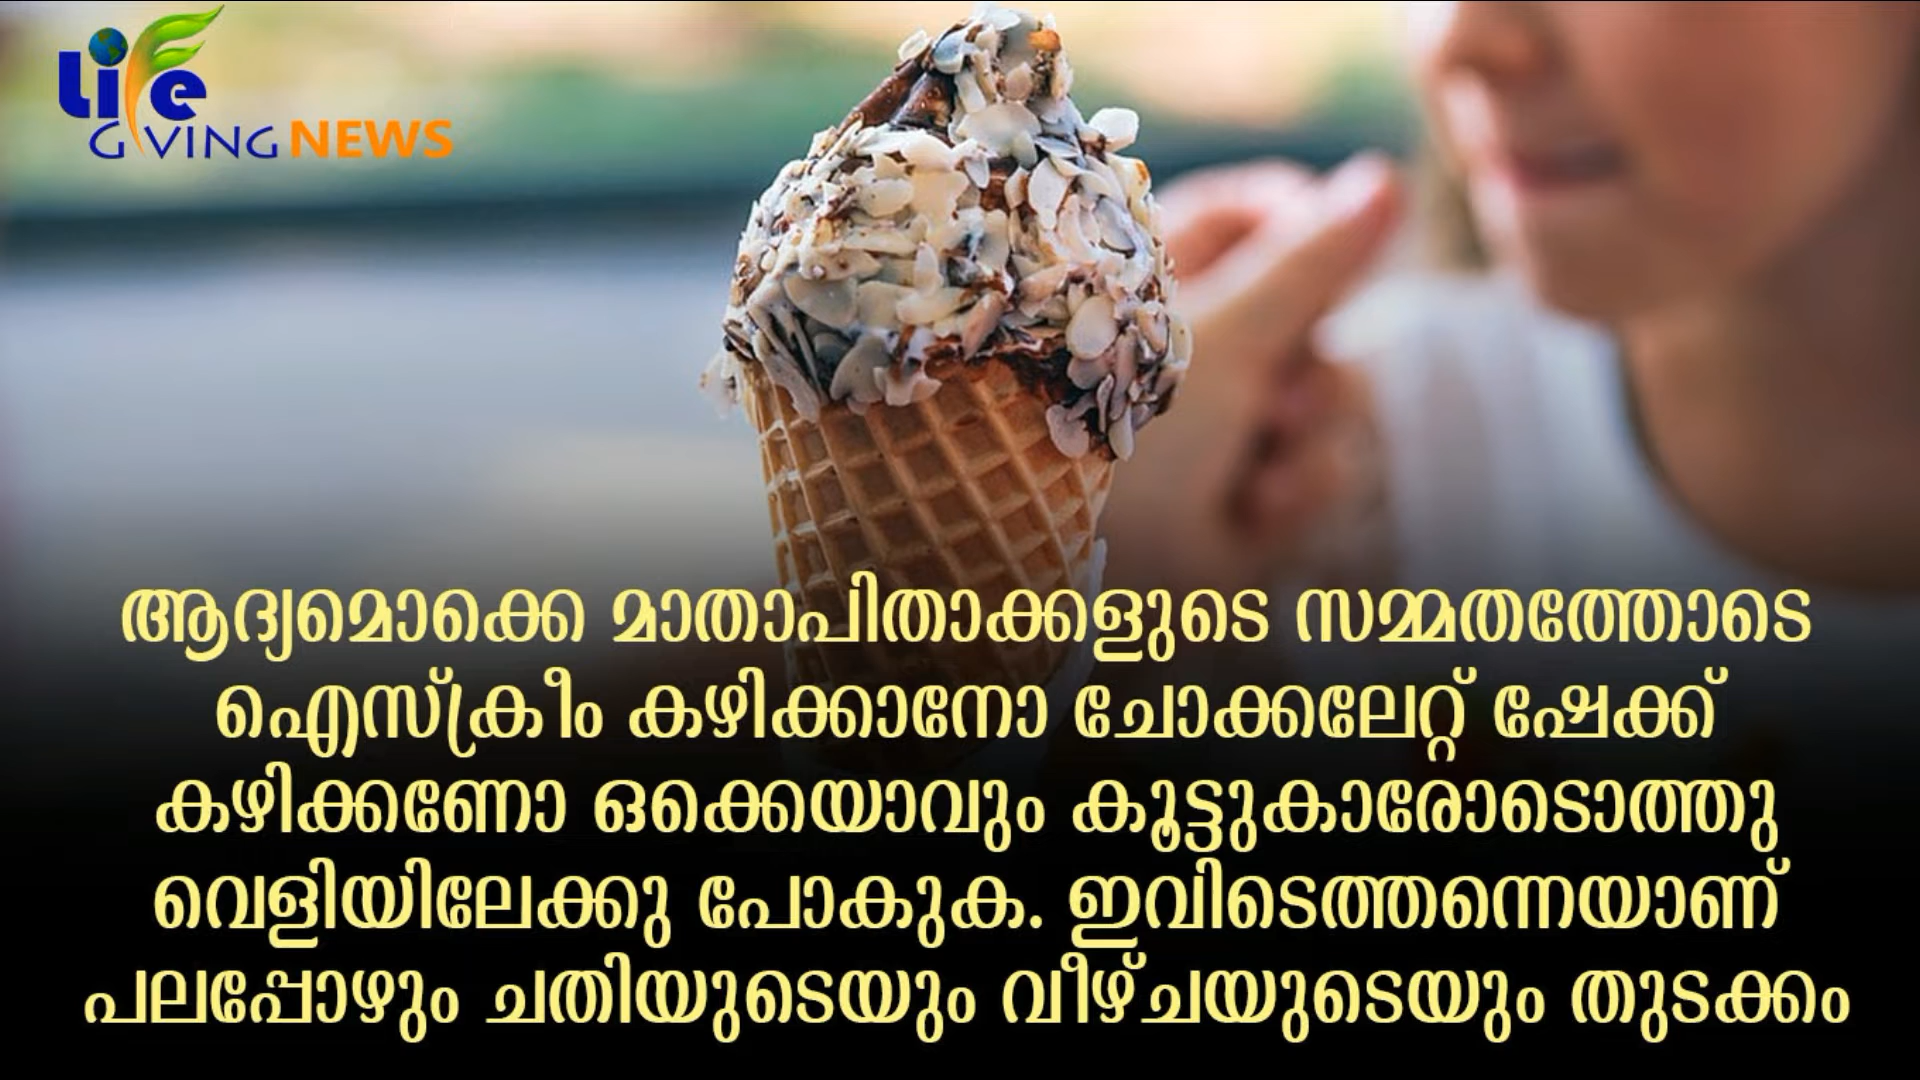 Life
GIVING NEWS
ആദ്യമൊക്കെ മാതാപിതാക്കളുടെ സമ്മതത്തോടെ
ഐസ്ക്രീം കഴിക്കാനോ ചോക്കലേറ്റ് ഷേക്ക്
കഴിക്കണോ ഒക്കെയാവും കൂട്ടുകാരോടൊത്തു
വെളിയിലേക്കു പോകുക. ഇവിടെത്തന്നെയാണ്
പലപ്പോഴും ചതിയുടെയും വീഴ്ചയുടെയും തുടക്കം